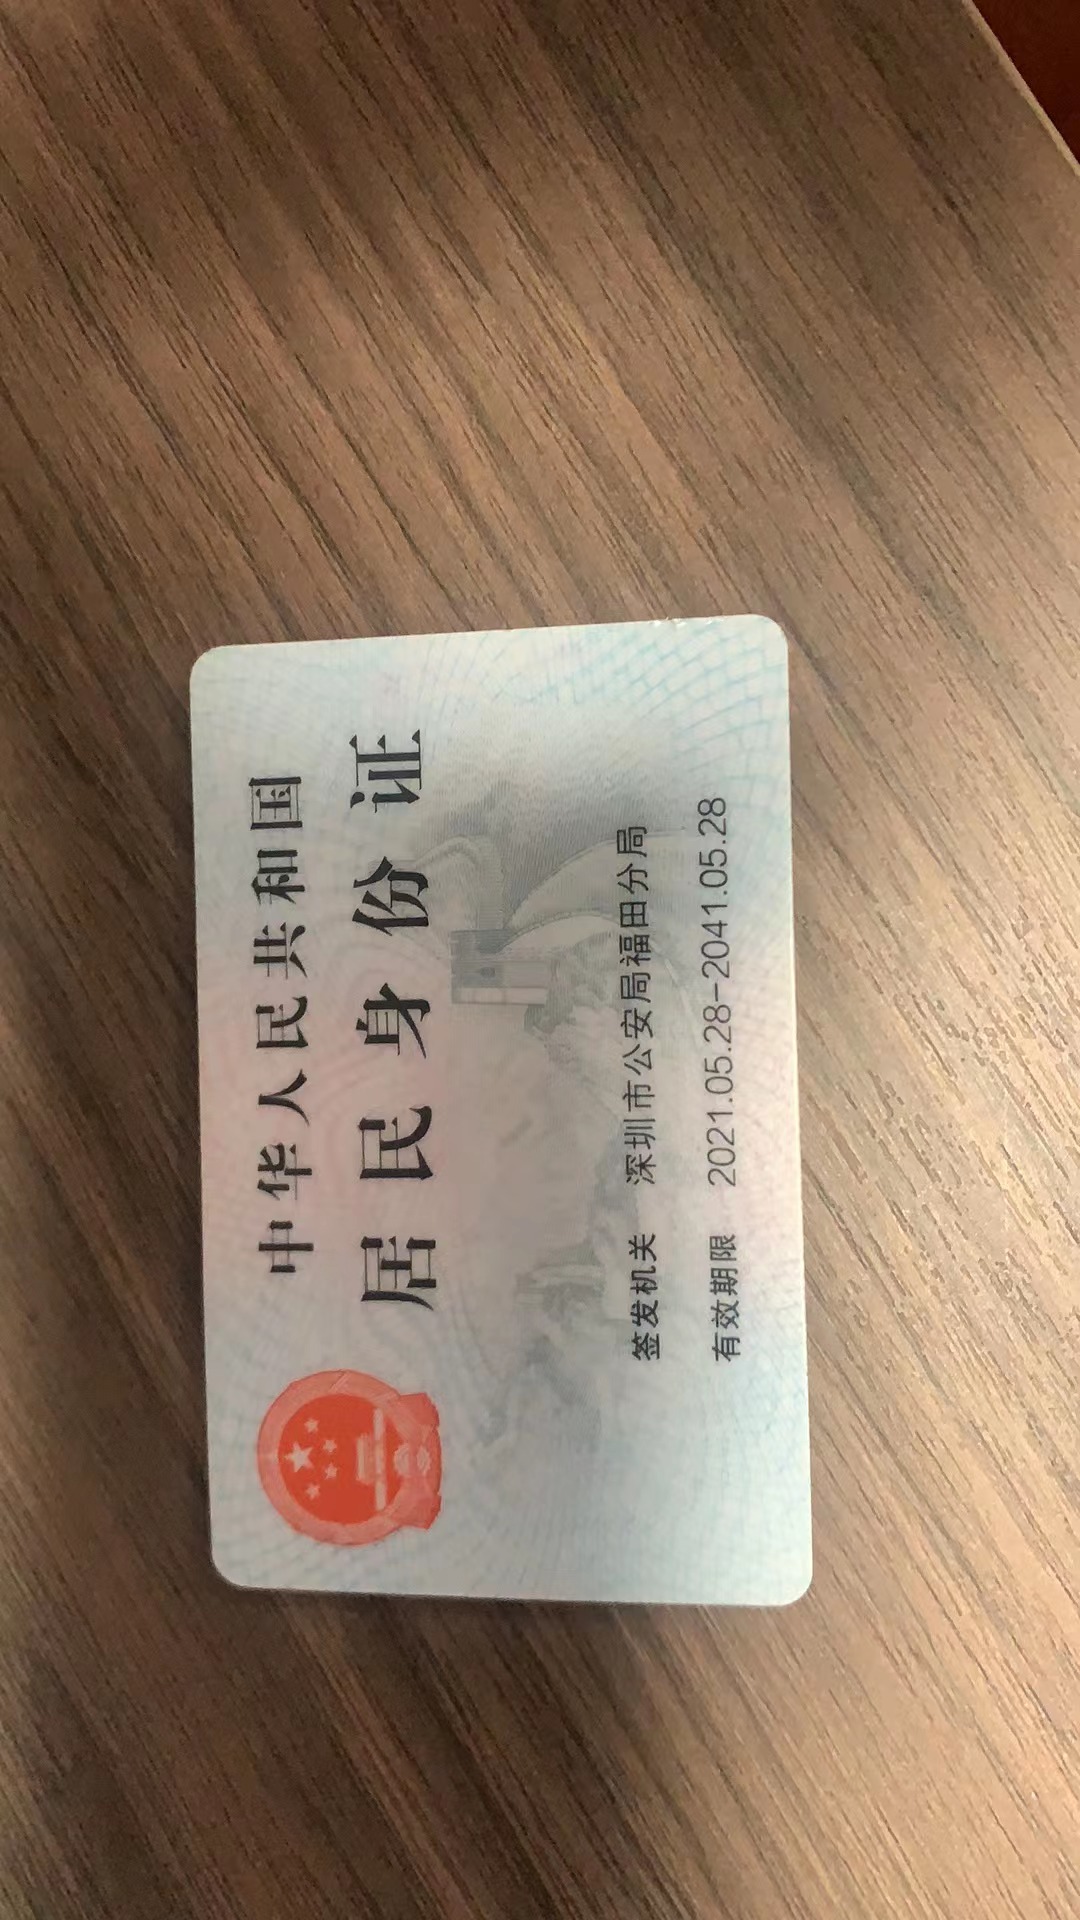 中华人民共和国
居民身份证
签发机关 深圳市公安局福田分局
有效期限 2021.05.28-2041.05.28